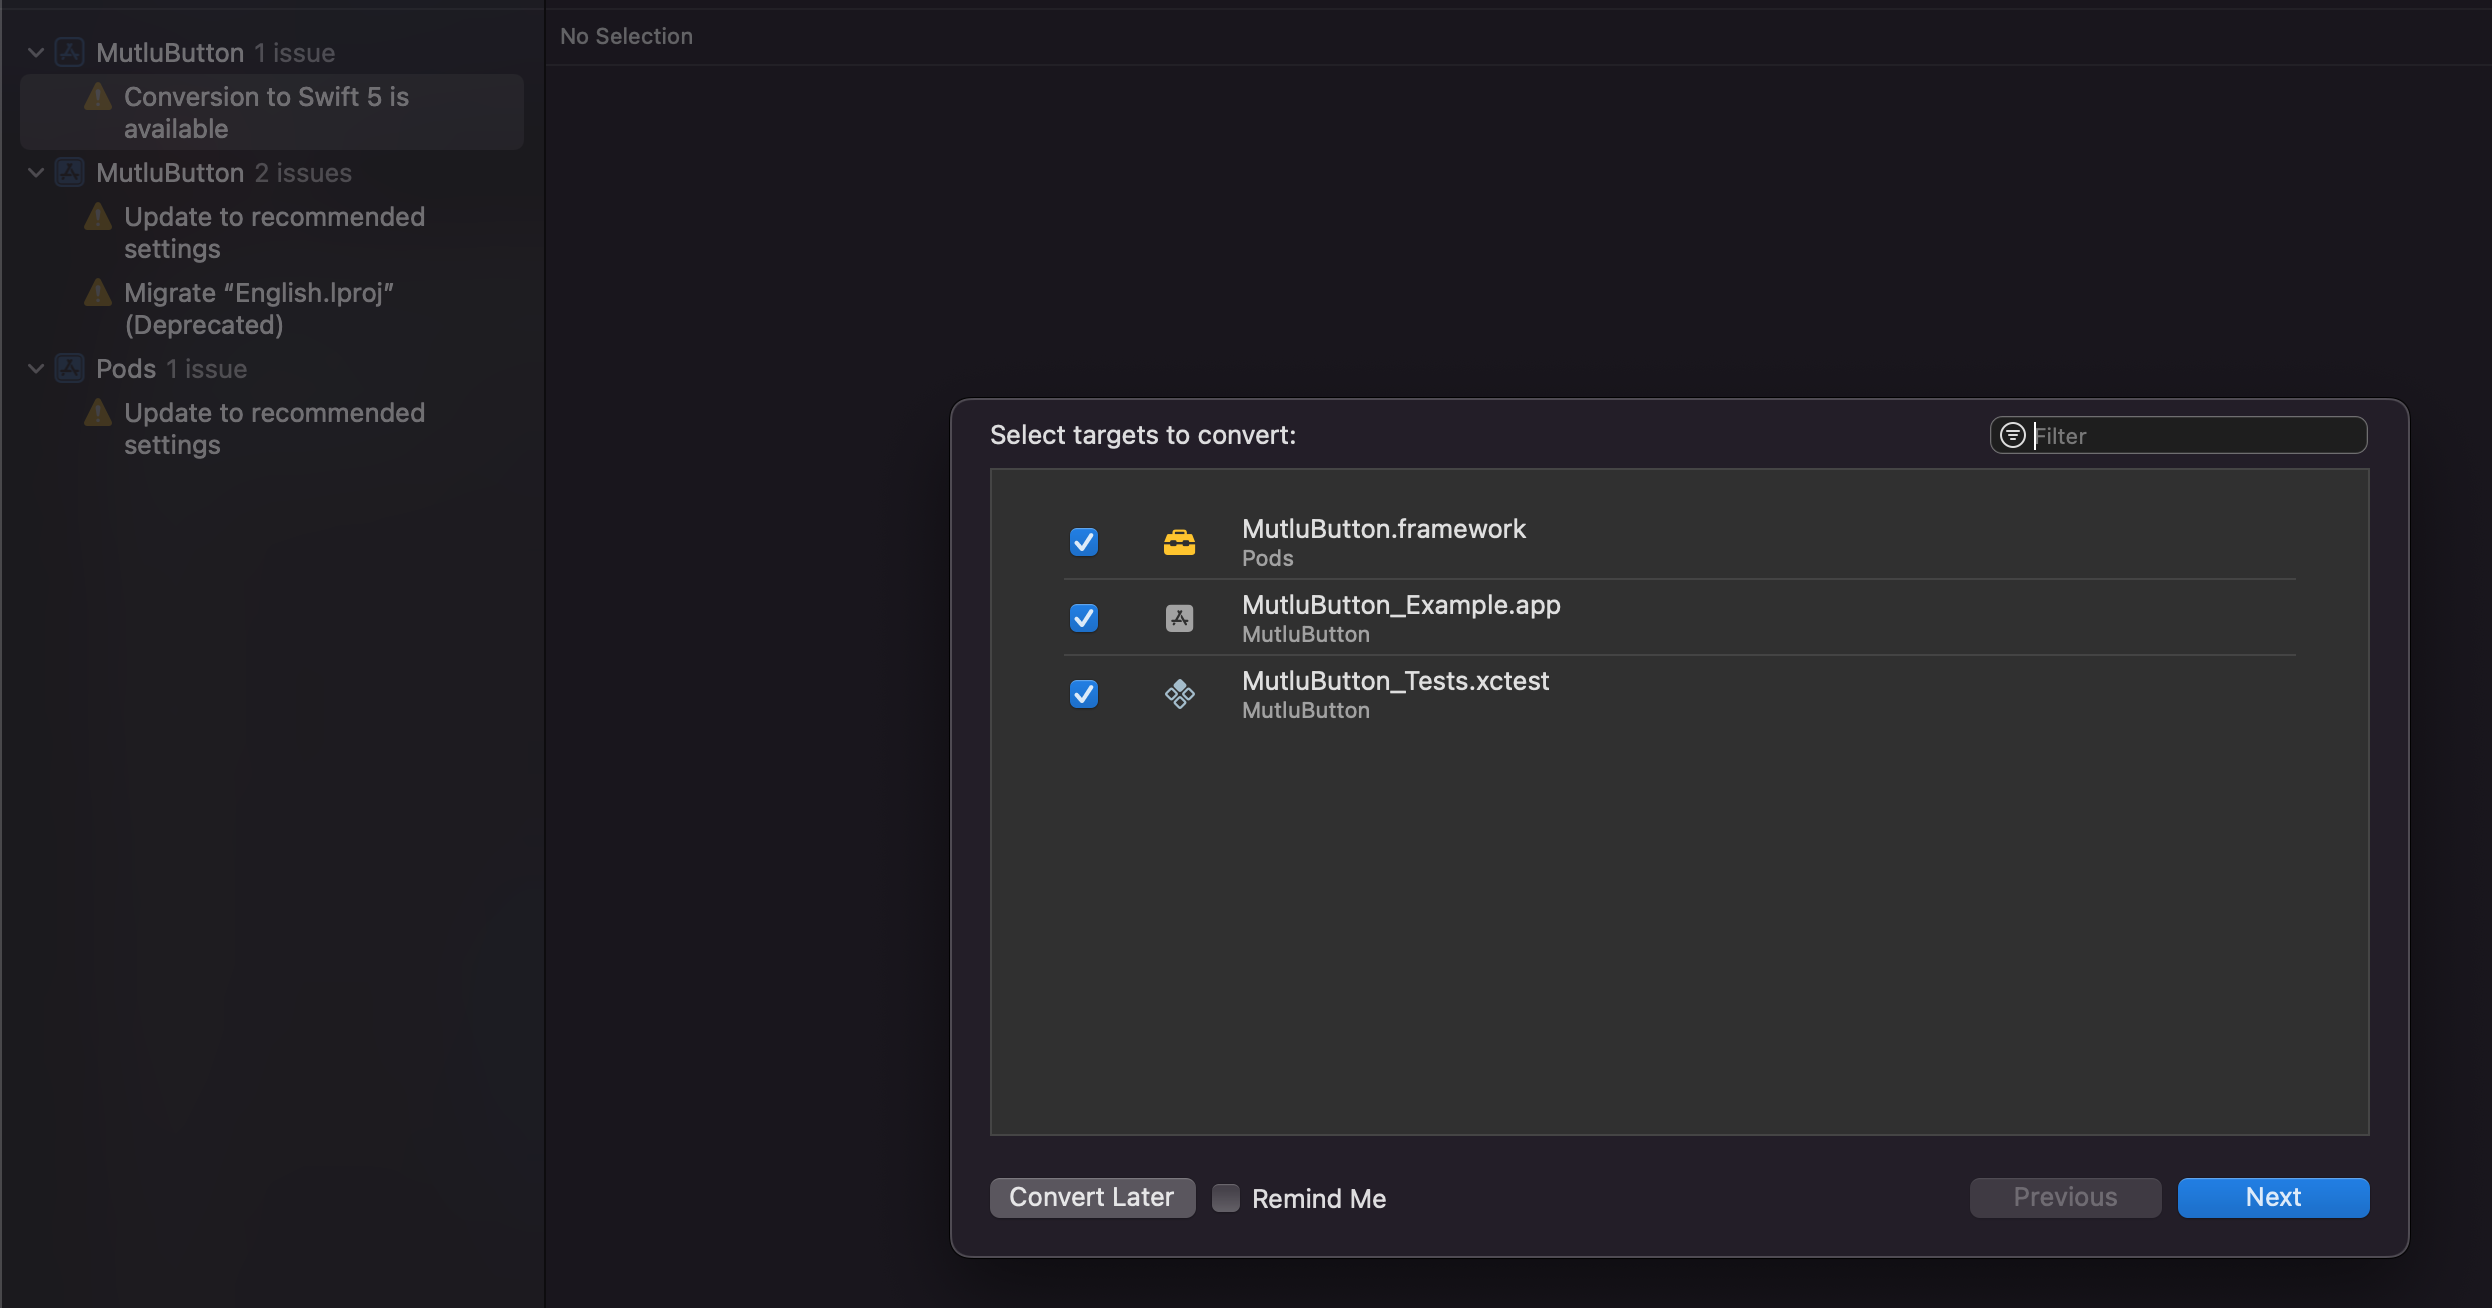 MutluButton 1 issue
Conversion to Swift 5 is
available
MutluButton 2 issues
Update to recommended
settings
Migrate “English.lproj”
(Deprecated)
Pods 1 issue
Update to recommended
settings
No Selection
Select targets to convert:
Filter
MutluButton.framework
Pods
MutluButton_Example.app
MutluButton
MutluButton_Tests.xctest
MutluButton
Convert Later
Remind Me
Previous
Next